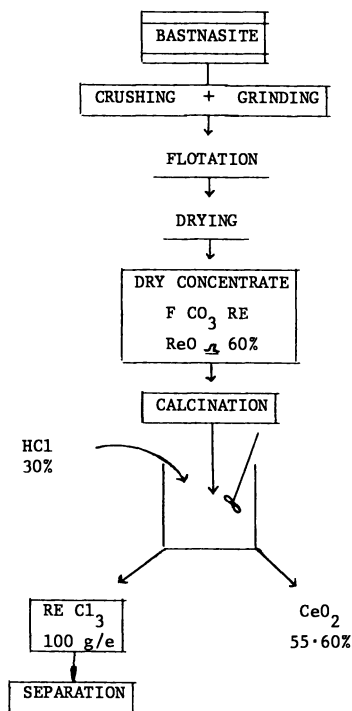 BASTNASITE
CRUSHING + GRINDING
FLOTATION
DRYING
DRY CONCENTRATE
F CO3 RE
ReO ≃ 60%
CALCINATION
HCl
30%
RE Cl3
100 g/e
CeO2
55·60%
SEPARATION